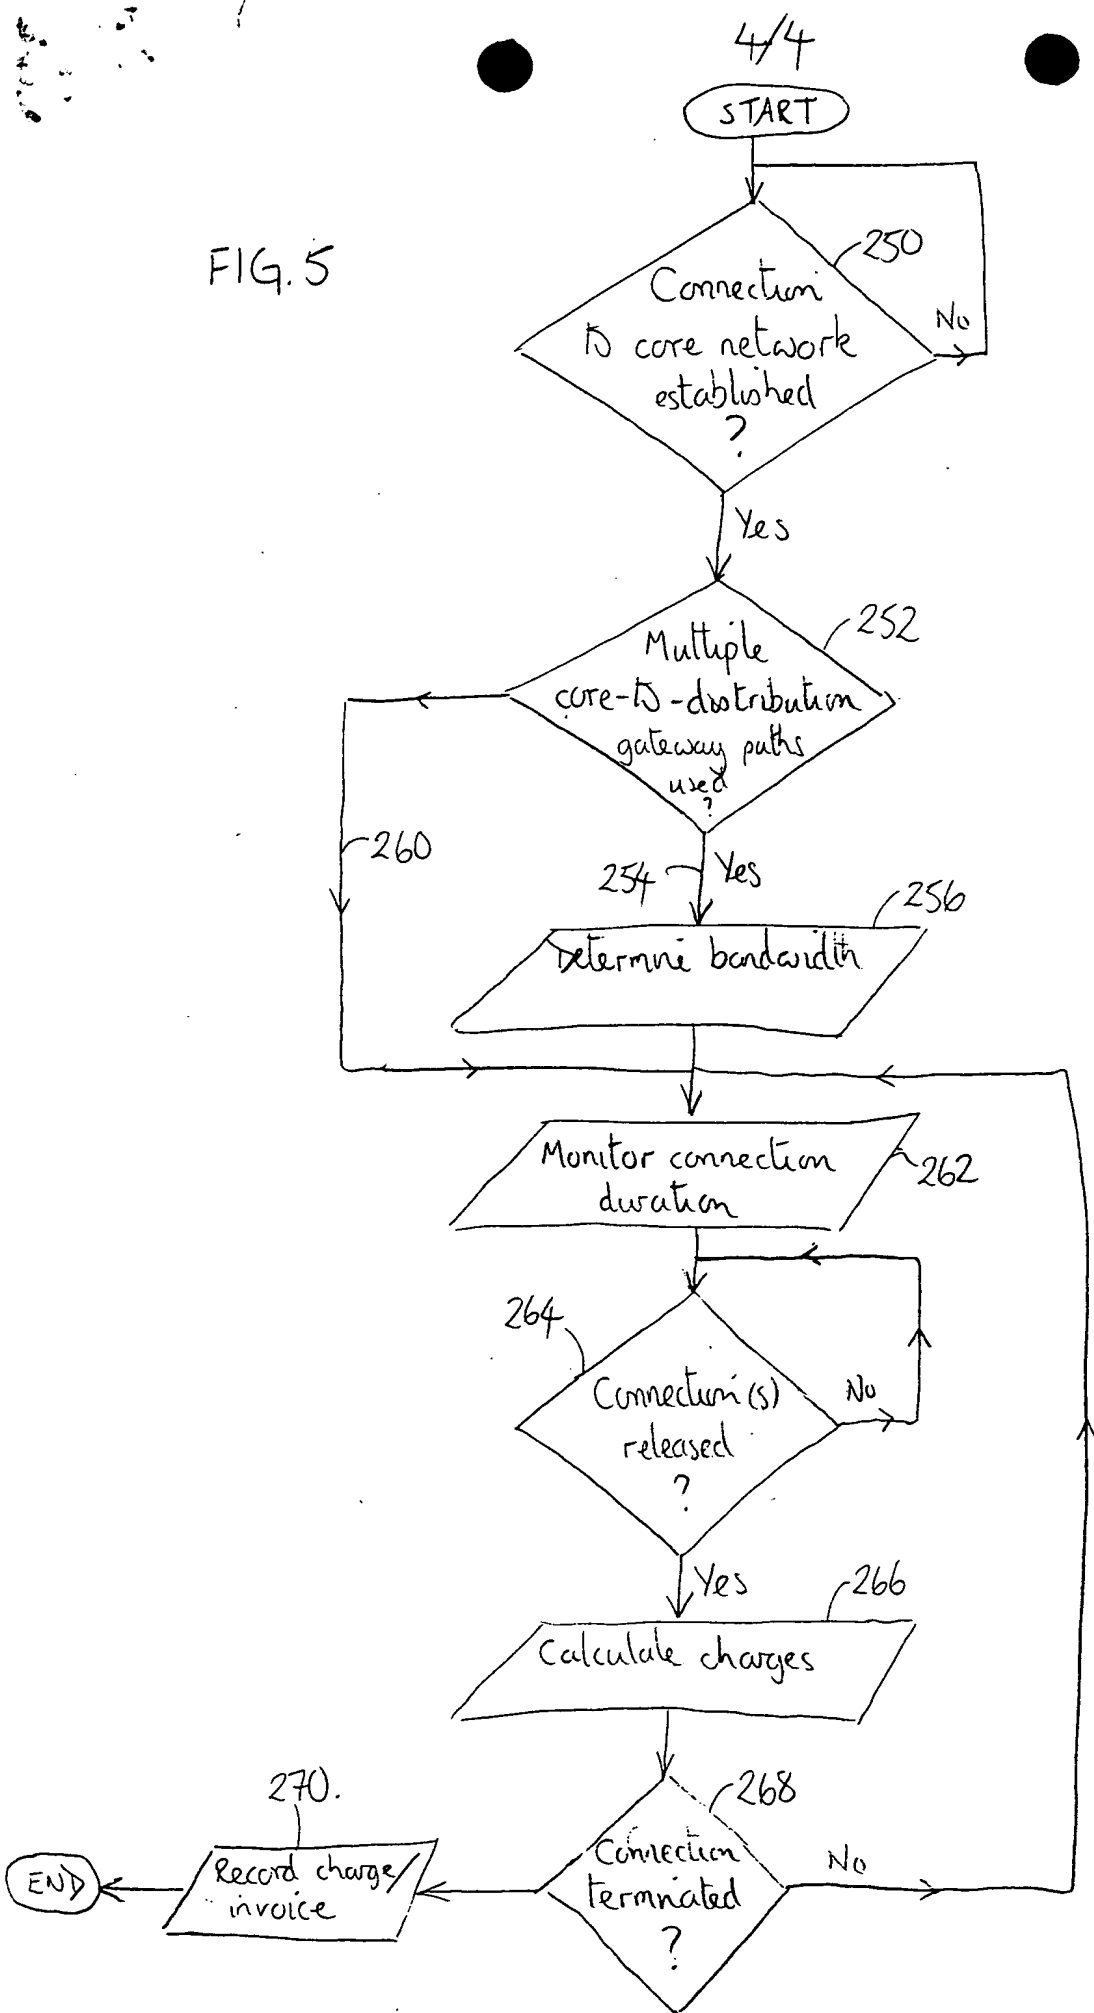 4/4
START
FIG. 5
250
Connection
to core network
established
?
No
Yes
252
Multiple
core-to-distribution
gateway paths
used
?
260
254
Yes
256
Determine bandwidth
Monitor connection
duration
262
264
Connection(s)
released
?
No
Yes
266
Calculate charges
270.
268
Connection
termniated
?
No
Record charge/
invoice
END